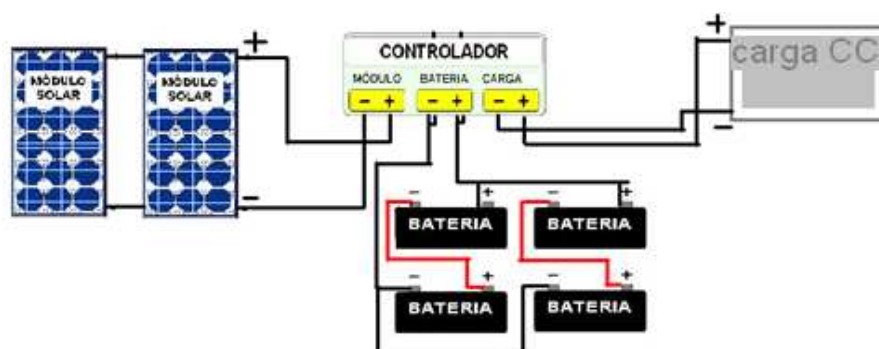 MÓDULO
SOLAR
MÓDULO
SOLAR
+
-
CONTROLADOR
MÓDULO BATERIA CARGA
- + - + - +
+
carga CC
-
- + - +
BATERIA BATERIA
- + - +
BATERIA BATERIA